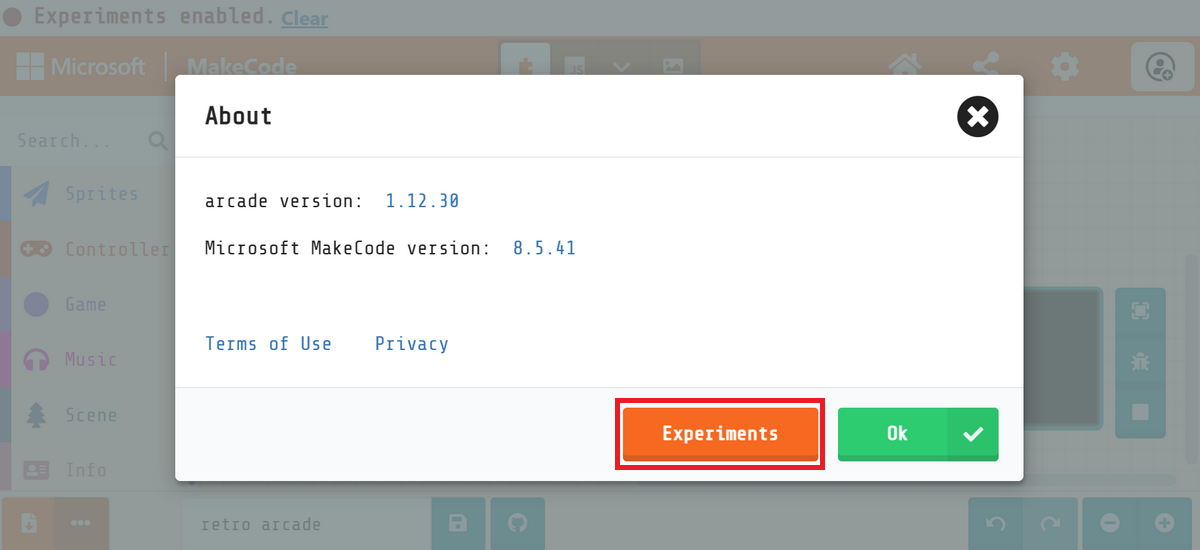 Experiments enabled. Clear
Microsoft MakeCode
JS
About
Search...
arcade version: 1.12.30
Sprites
Microsoft MakeCode version: 8.5.41
Controller
Game
Terms of Use Privacy
Music
Scene
Experiments Ok
Info
retro arcade